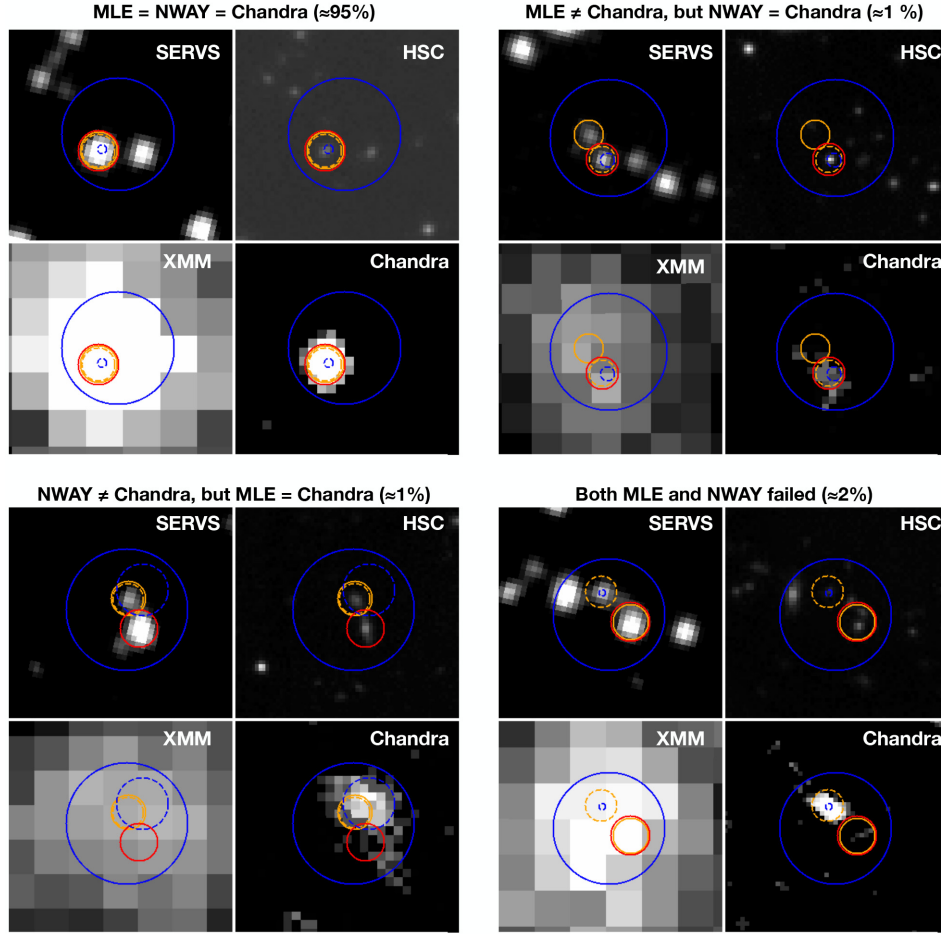 MLE = NWAY = Chandra (≈95%)
MLE ≠ Chandra, but NWAY = Chandra (≈1 %)
SERVS
HSC
SERVS
HSC
XMM
Chandra
XMM
Chandra
NWAY ≠ Chandra, but MLE = Chandra (≈1%)
Both MLE and NWAY failed (≈2%)
SERVS
HSC
SERVS
HSC
XMM
Chandra
XMM
Chandra